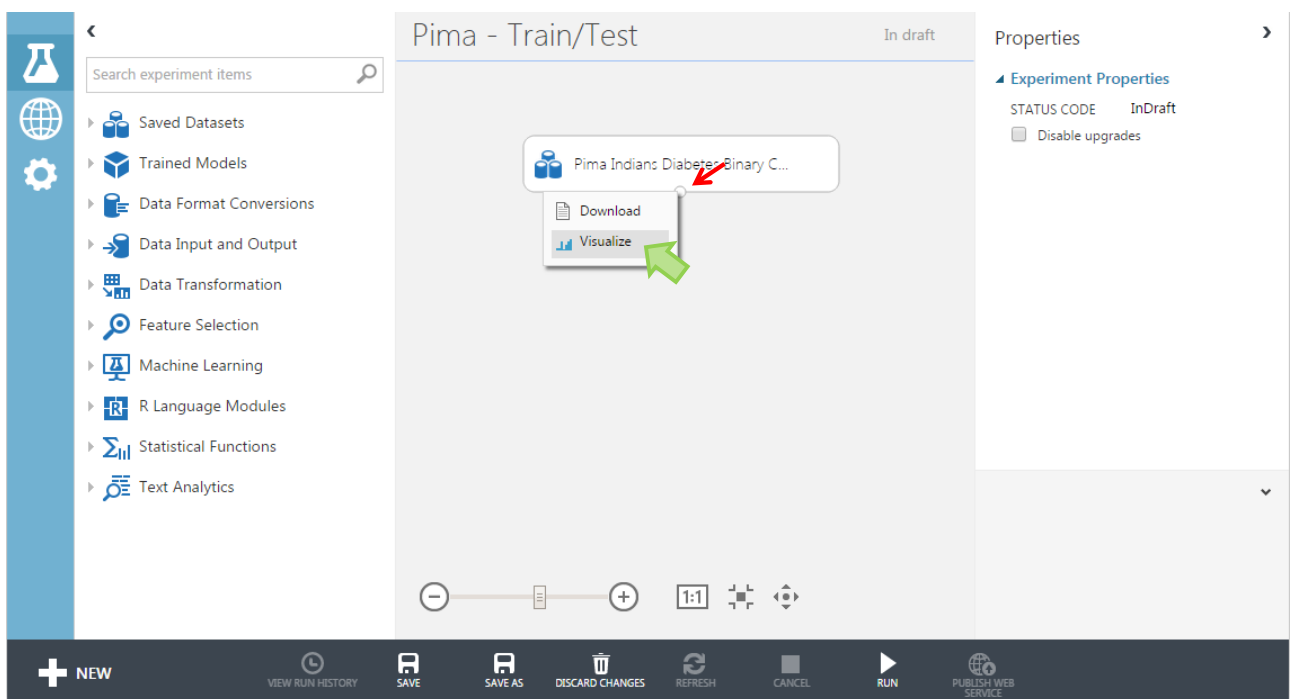 Pima - Train/Test
In draft
Search experiment items
Saved Datasets
Trained Models
Data Format Conversions
Data Input and Output
Data Transformation
Feature Selection
Machine Learning
R Language Modules
Statistical Functions
Text Analytics
Pima Indians Diabetes Binary C...
Download
Visualize
1:1
Properties
Experiment Properties
STATUS CODE InDraft
Disable upgrades
NEW
VIEW RUN HISTORY
SAVE
SAVE AS
DISCARD CHANGES
REFRESH
CANCEL
RUN
PUBLISH WEB
SERVICE